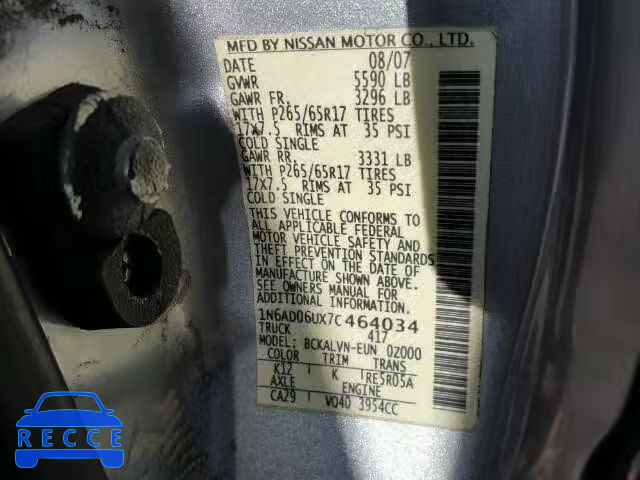 MFD BY NISSAN MOTOR CO., LTD.
DATE 08/07
GVWR 5590 LB
GAWR FR. 3296 LB
WITH P265/65R17 TIRES
17X7.5 RIMS AT 35 PSI
COLD SINGLE
GAWR RR. 3331 LB
WITH P265/65R17 TIRES
17X7.5 RIMS AT 35 PSI
COLD SINGLE
THIS VEHICLE CONFORMS TO
ALL APPLICABLE FEDERAL
MOTOR VEHICLE SAFETY AND
THEFT PREVENTION STANDARDS
IN EFFECT ON THE DATE OF
MANUFACTURE SHOWN ABOVE.
SEE OWNERS MANUAL FOR
ADDITIONAL INFORMATION.
1N6AD06UX7C464034
TRUCK 417
MODEL: BCKALVN-EUN 02000
COLOR TRIM TRANS
K12 K RE5R05A
AXLE ENGINE
CA29 VQ40 3954CC
RECCE
.COM